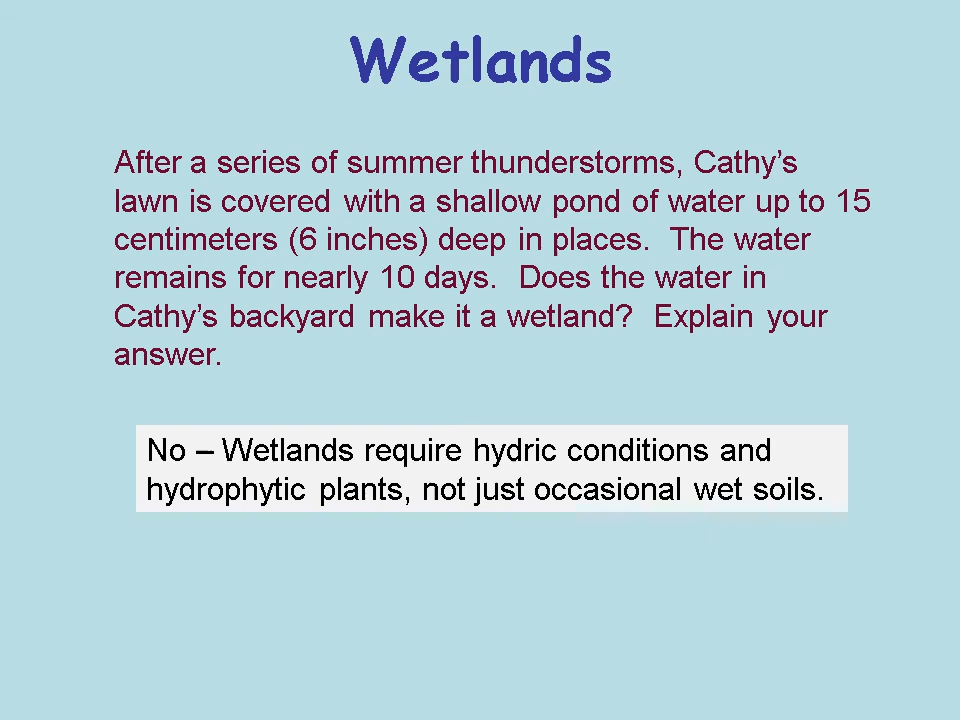 Wetlands
After a series of summer thunderstorms, Cathy’s
lawn is covered with a shallow pond of water up to 15
centimeters (6 inches) deep in places.  The water
remains for nearly 10 days.  Does the water in
Cathy’s backyard make it a wetland?  Explain your
answer.
No – Wetlands require hydric conditions and
hydrophytic plants, not just occasional wet soils.